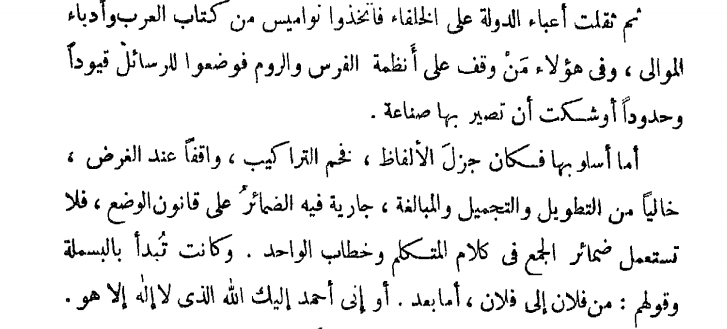 ثم ثقلت أعباء الدولة على الخلفاء فاتخذوا نواميس من كتاب العرب وأدباء
الموالى ، وفى هؤلاء مَنْ وقف على أَنظمة الفرس والروم فوضعوا للرسائل قيوداً
وحدوداً أوشكت أن تصير بها صناعة .
أما أسلوبها فكان جزلَ الألفاظ ، فخم التراكيب ، واقفاً عند الغرض ،
خالياً من التطويل والتجميل والمبالغة ، جارية فيه الضمائرُ على قانون الوضع ، فلا
تستعمل ضمائر الجمع فى كلام المتكلم وخطاب الواحد . وكانت تُبدأ بالبسملة
وقولهم : من فلان إلى فلان ، أما بعد . أو إنى أحمد إليك الله الذى لا إلٰه إلا هو .